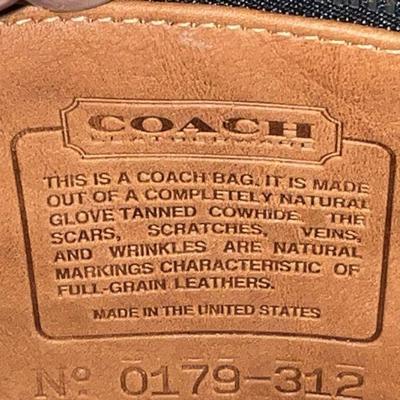 COACH
LEATHERWARE
THIS IS A COACH BAG. IT IS MADE
OUT OF A COMPLETELY NATURAL
GLOVE TANNED COWHIDE. THE
SCARS, SCRATCHES, VEINS,
AND WRINKLES ARE NATURAL
MARKINGS CHARACTERISTIC OF
FULL-GRAIN LEATHERS.
MADE IN THE UNITED STATES
Nº 0179-312